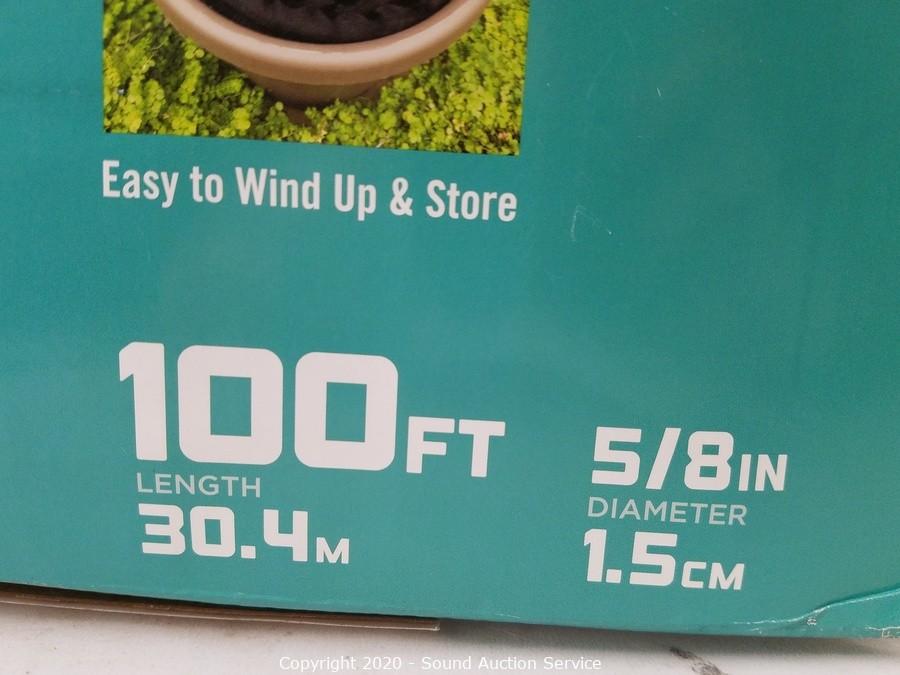 Easy to Wind Up & Store
100FT
LENGTH
30.4M
5/8IN
DIAMETER
1.5CM
Copyright 2020 - Sound Auction Service